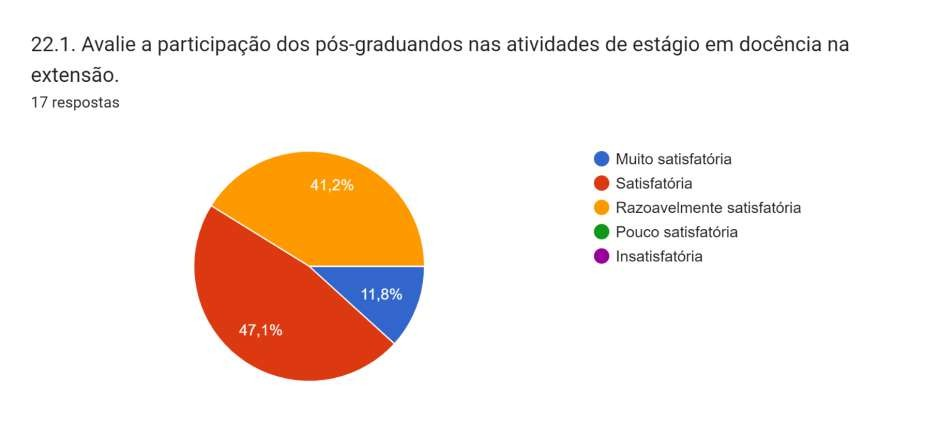 22.1. Avalie a participação dos pós-graduandos nas atividades de estágio em docência na
extensão.
17 respostas
41,2%
11,8%
47,1%
Muito satisfatória
Satisfatória
Razoavelmente satisfatória
Pouco satisfatória
Insatisfatória